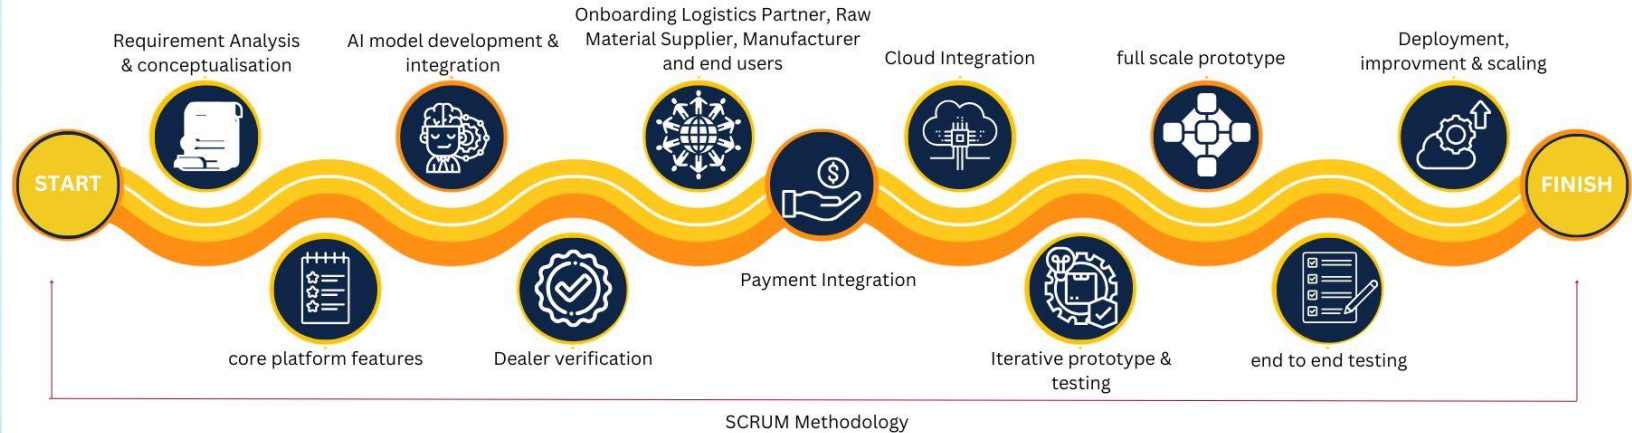 START
Requirement Analysis
& conceptualisation
core platform features
AI model development &
integration
Dealer verification
Onboarding Logistics Partner, Raw
Material Supplier, Manufacturer
and end users
$
Payment Integration
Cloud Integration
Iterative prototype &
testing
full scale prototype
end to end testing
Deployment,
improvment & scaling
FINISH
SCRUM Methodology